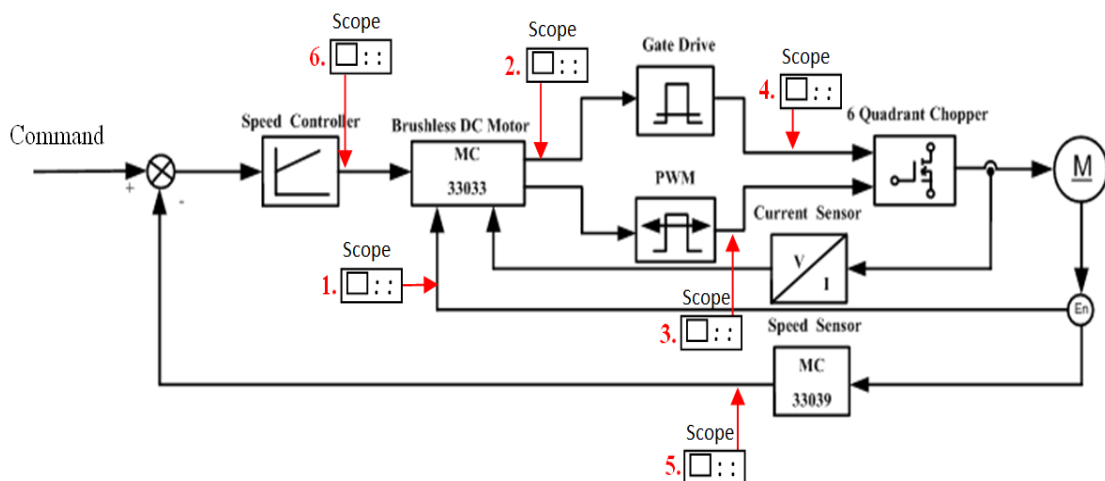 Scope
6.
Scope
2.
Gate Drive
Scope
4.
Command
Speed Controller
Brushless DC Motor
6 Quadrant Chopper
+
-
MC
33033
PWM
M
Current Sensor
V
I
Scope
1.
Scope
3.
En
Speed Sensor
MC
33039
Scope
5.